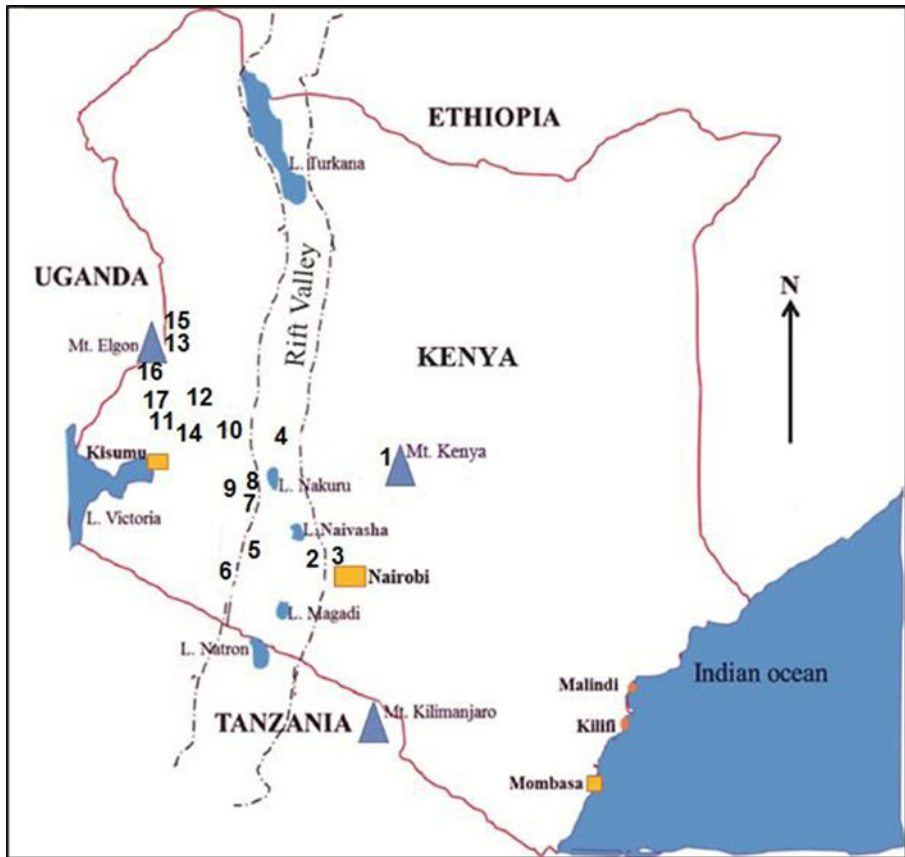 ETHIOPIA
L. Turkana
Rift Valley
UGANDA
N
15
Mt. Elgon
13
KENYA
16
12
17
11
14
10
4
1
Mt. Kenya
Kisumu
8
L. Nakuru
9
7
L. Victoria
L. Naivasha
5
2
3
6
Nairobi
L. Magadi
L. Natron
Indian ocean
Malindi
TANZANIA
Mt. Kilimanjaro
Kilifi
Mombasa